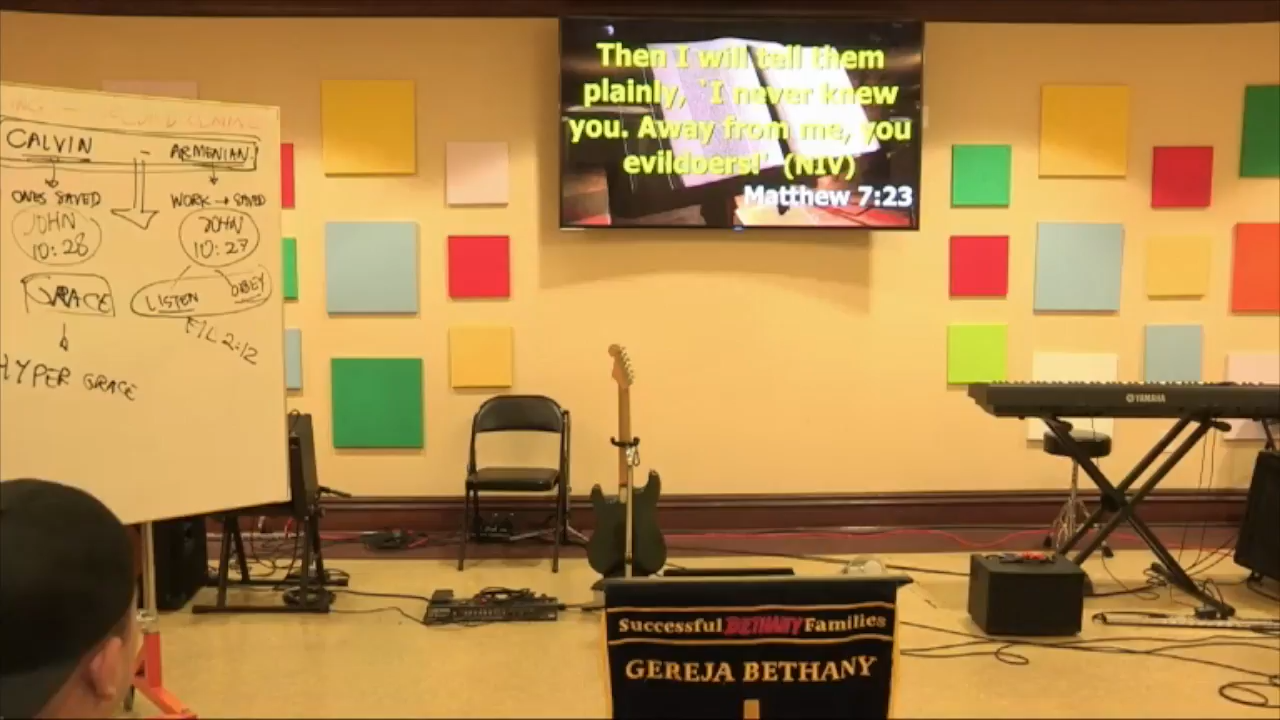 CALVIN - ARMENIAN
ONES SAVED
WORK → SAVED
JOHN
10:28
JOHN
10:27
GRACE
LISTEN
OBEY
FIL 2:12
HYPER GRACE
Then I will tell them
plainly, `I never knew
you. Away from me, you
evildoers!' (NIV)
Matthew 7:23
YAMAHA
Successful BETHANY Families
GEREJA BETHANY